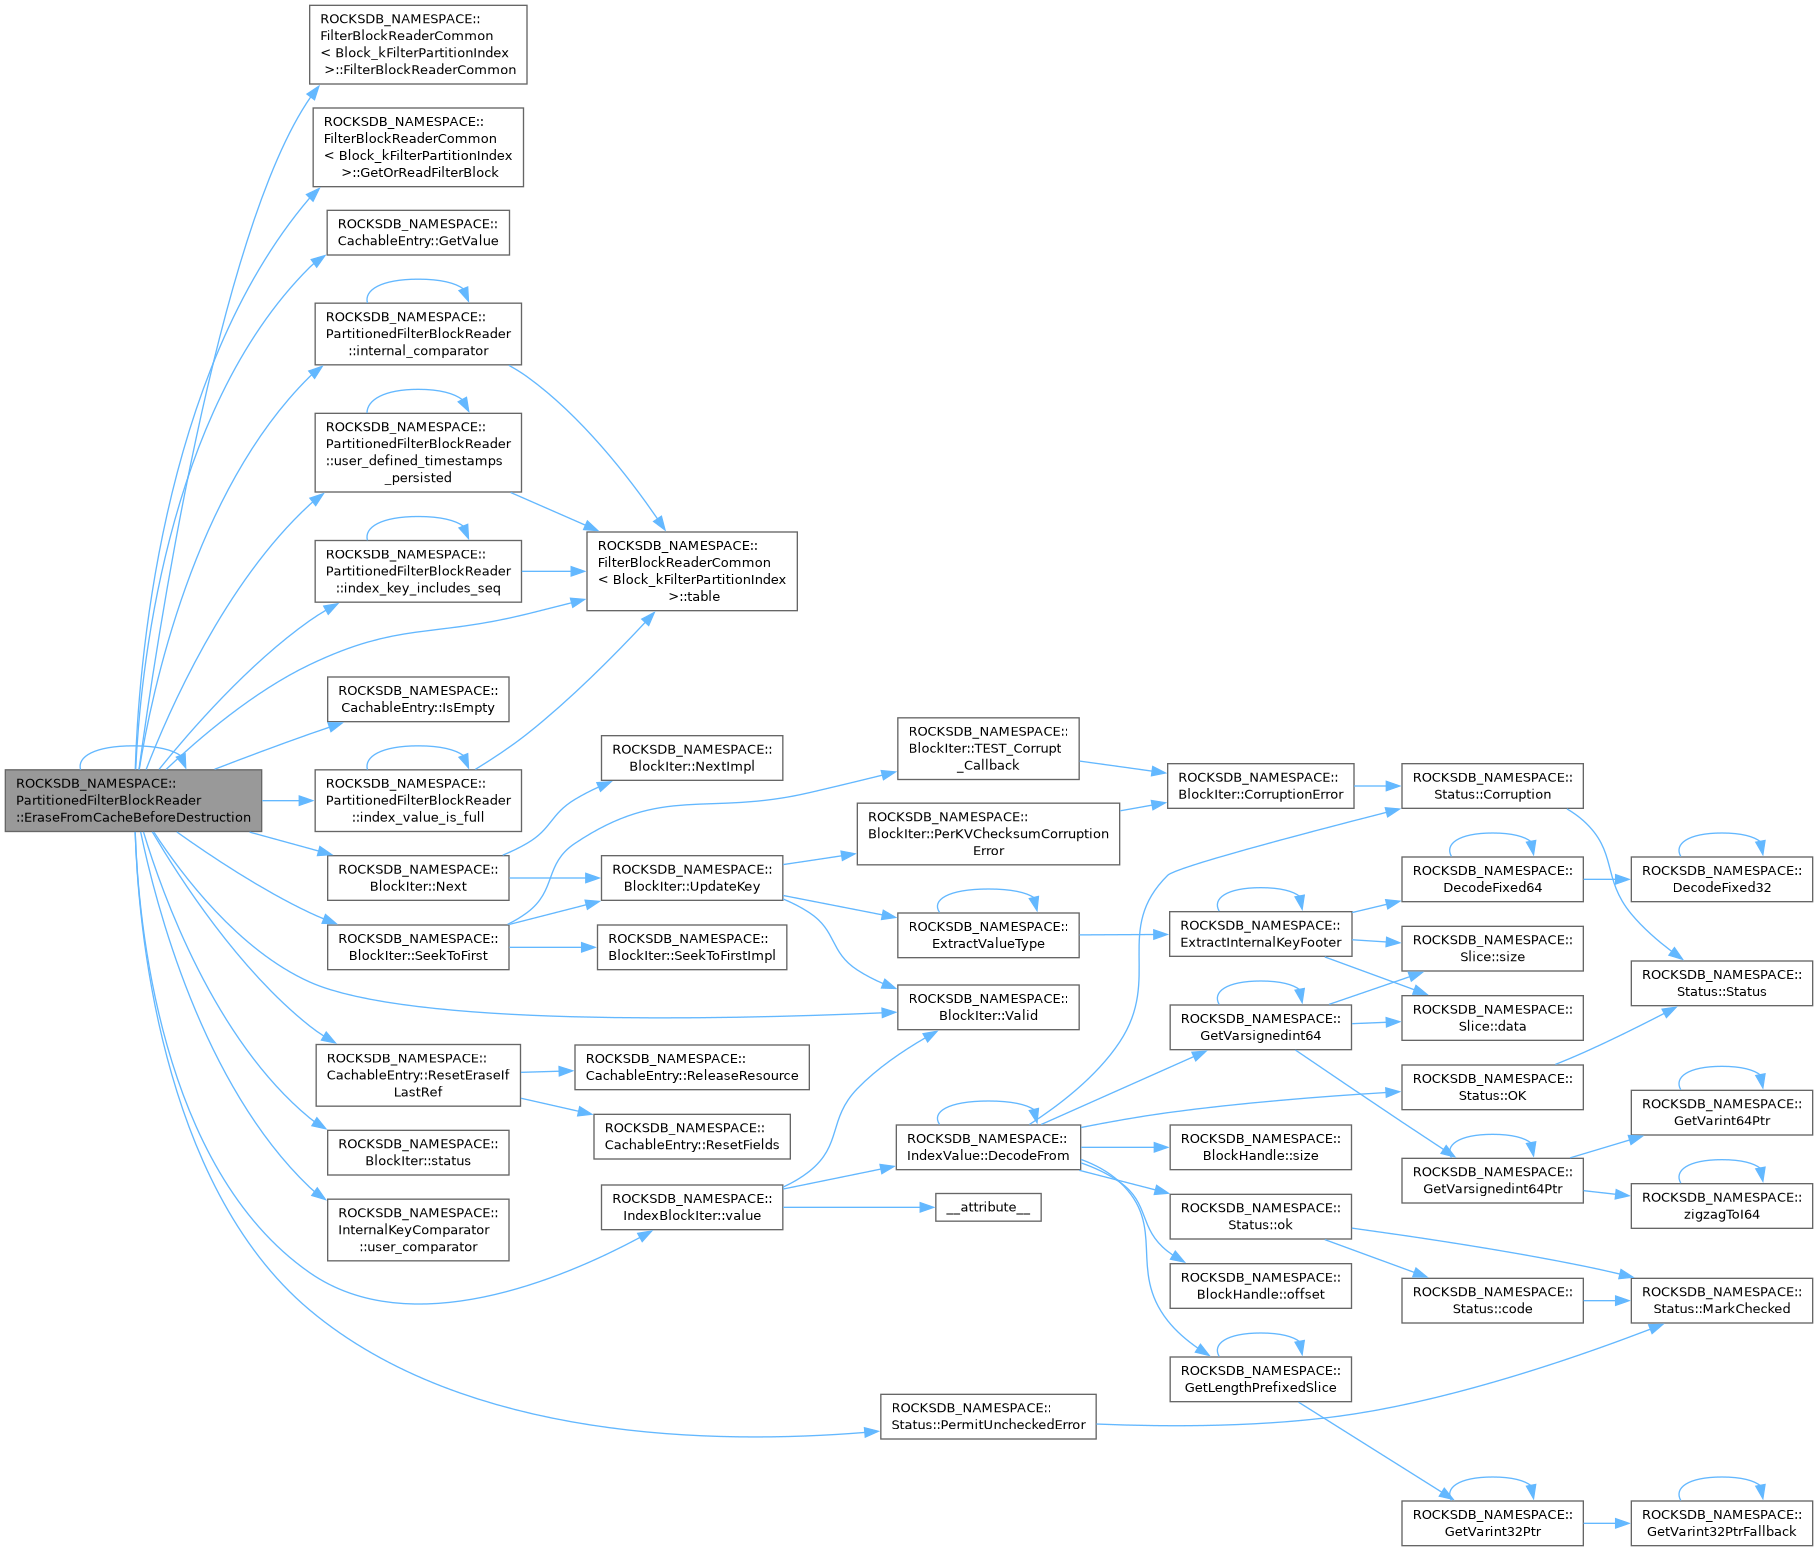 ROCKSDB_NAMESPACE::
FilterBlockReaderCommon
< Block_kFilterPartitionIndex
>::FilterBlockReaderCommon
ROCKSDB_NAMESPACE::
FilterBlockReaderCommon
< Block_kFilterPartitionIndex
>::GetOrReadFilterBlock
ROCKSDB_NAMESPACE::
CachableEntry::GetValue
ROCKSDB_NAMESPACE::
PartitionedFilterBlockReader
::internal_comparator
ROCKSDB_NAMESPACE::
PartitionedFilterBlockReader
::user_defined_timestamps
_persisted
ROCKSDB_NAMESPACE::
PartitionedFilterBlockReader
::index_key_includes_seq
ROCKSDB_NAMESPACE::
FilterBlockReaderCommon
< Block_kFilterPartitionIndex
>::table
ROCKSDB_NAMESPACE::
CachableEntry::IsEmpty
ROCKSDB_NAMESPACE::
PartitionedFilterBlockReader
::EraseFromCacheBeforeDestruction
ROCKSDB_NAMESPACE::
PartitionedFilterBlockReader
::index_value_is_full
ROCKSDB_NAMESPACE::
BlockIter::NextImpl
ROCKSDB_NAMESPACE::
BlockIter::TEST_Corrupt
_Callback
ROCKSDB_NAMESPACE::
BlockIter::CorruptionError
ROCKSDB_NAMESPACE::
Status::Corruption
ROCKSDB_NAMESPACE::
BlockIter::PerKVChecksumCorruption
Error
ROCKSDB_NAMESPACE::
BlockIter::Next
ROCKSDB_NAMESPACE::
BlockIter::UpdateKey
ROCKSDB_NAMESPACE::
DecodeFixed64
ROCKSDB_NAMESPACE::
DecodeFixed32
ROCKSDB_NAMESPACE::
ExtractValueType
ROCKSDB_NAMESPACE::
ExtractInternalKeyFooter
ROCKSDB_NAMESPACE::
BlockIter::SeekToFirst
ROCKSDB_NAMESPACE::
BlockIter::SeekToFirstImpl
ROCKSDB_NAMESPACE::
Slice::size
ROCKSDB_NAMESPACE::
Status::Status
ROCKSDB_NAMESPACE::
BlockIter::Valid
ROCKSDB_NAMESPACE::
GetVarsignedint64
ROCKSDB_NAMESPACE::
Slice::data
ROCKSDB_NAMESPACE::
CachableEntry::ResetEraseIf
LastRef
ROCKSDB_NAMESPACE::
CachableEntry::ReleaseResource
ROCKSDB_NAMESPACE::
Status::OK
ROCKSDB_NAMESPACE::
GetVarint64Ptr
ROCKSDB_NAMESPACE::
CachableEntry::ResetFields
ROCKSDB_NAMESPACE::
BlockIter::status
ROCKSDB_NAMESPACE::
IndexValue::DecodeFrom
ROCKSDB_NAMESPACE::
BlockHandle::size
ROCKSDB_NAMESPACE::
GetVarsignedint64Ptr
ROCKSDB_NAMESPACE::
zigzagToI64
ROCKSDB_NAMESPACE::
IndexBlockIter::value
__attribute__
ROCKSDB_NAMESPACE::
Status::ok
ROCKSDB_NAMESPACE::
InternalKeyComparator
::user_comparator
ROCKSDB_NAMESPACE::
BlockHandle::offset
ROCKSDB_NAMESPACE::
Status::code
ROCKSDB_NAMESPACE::
Status::MarkChecked
ROCKSDB_NAMESPACE::
GetLengthPrefixedSlice
ROCKSDB_NAMESPACE::
Status::PermitUncheckedError
ROCKSDB_NAMESPACE::
GetVarint32Ptr
ROCKSDB_NAMESPACE::
GetVarint32PtrFallback